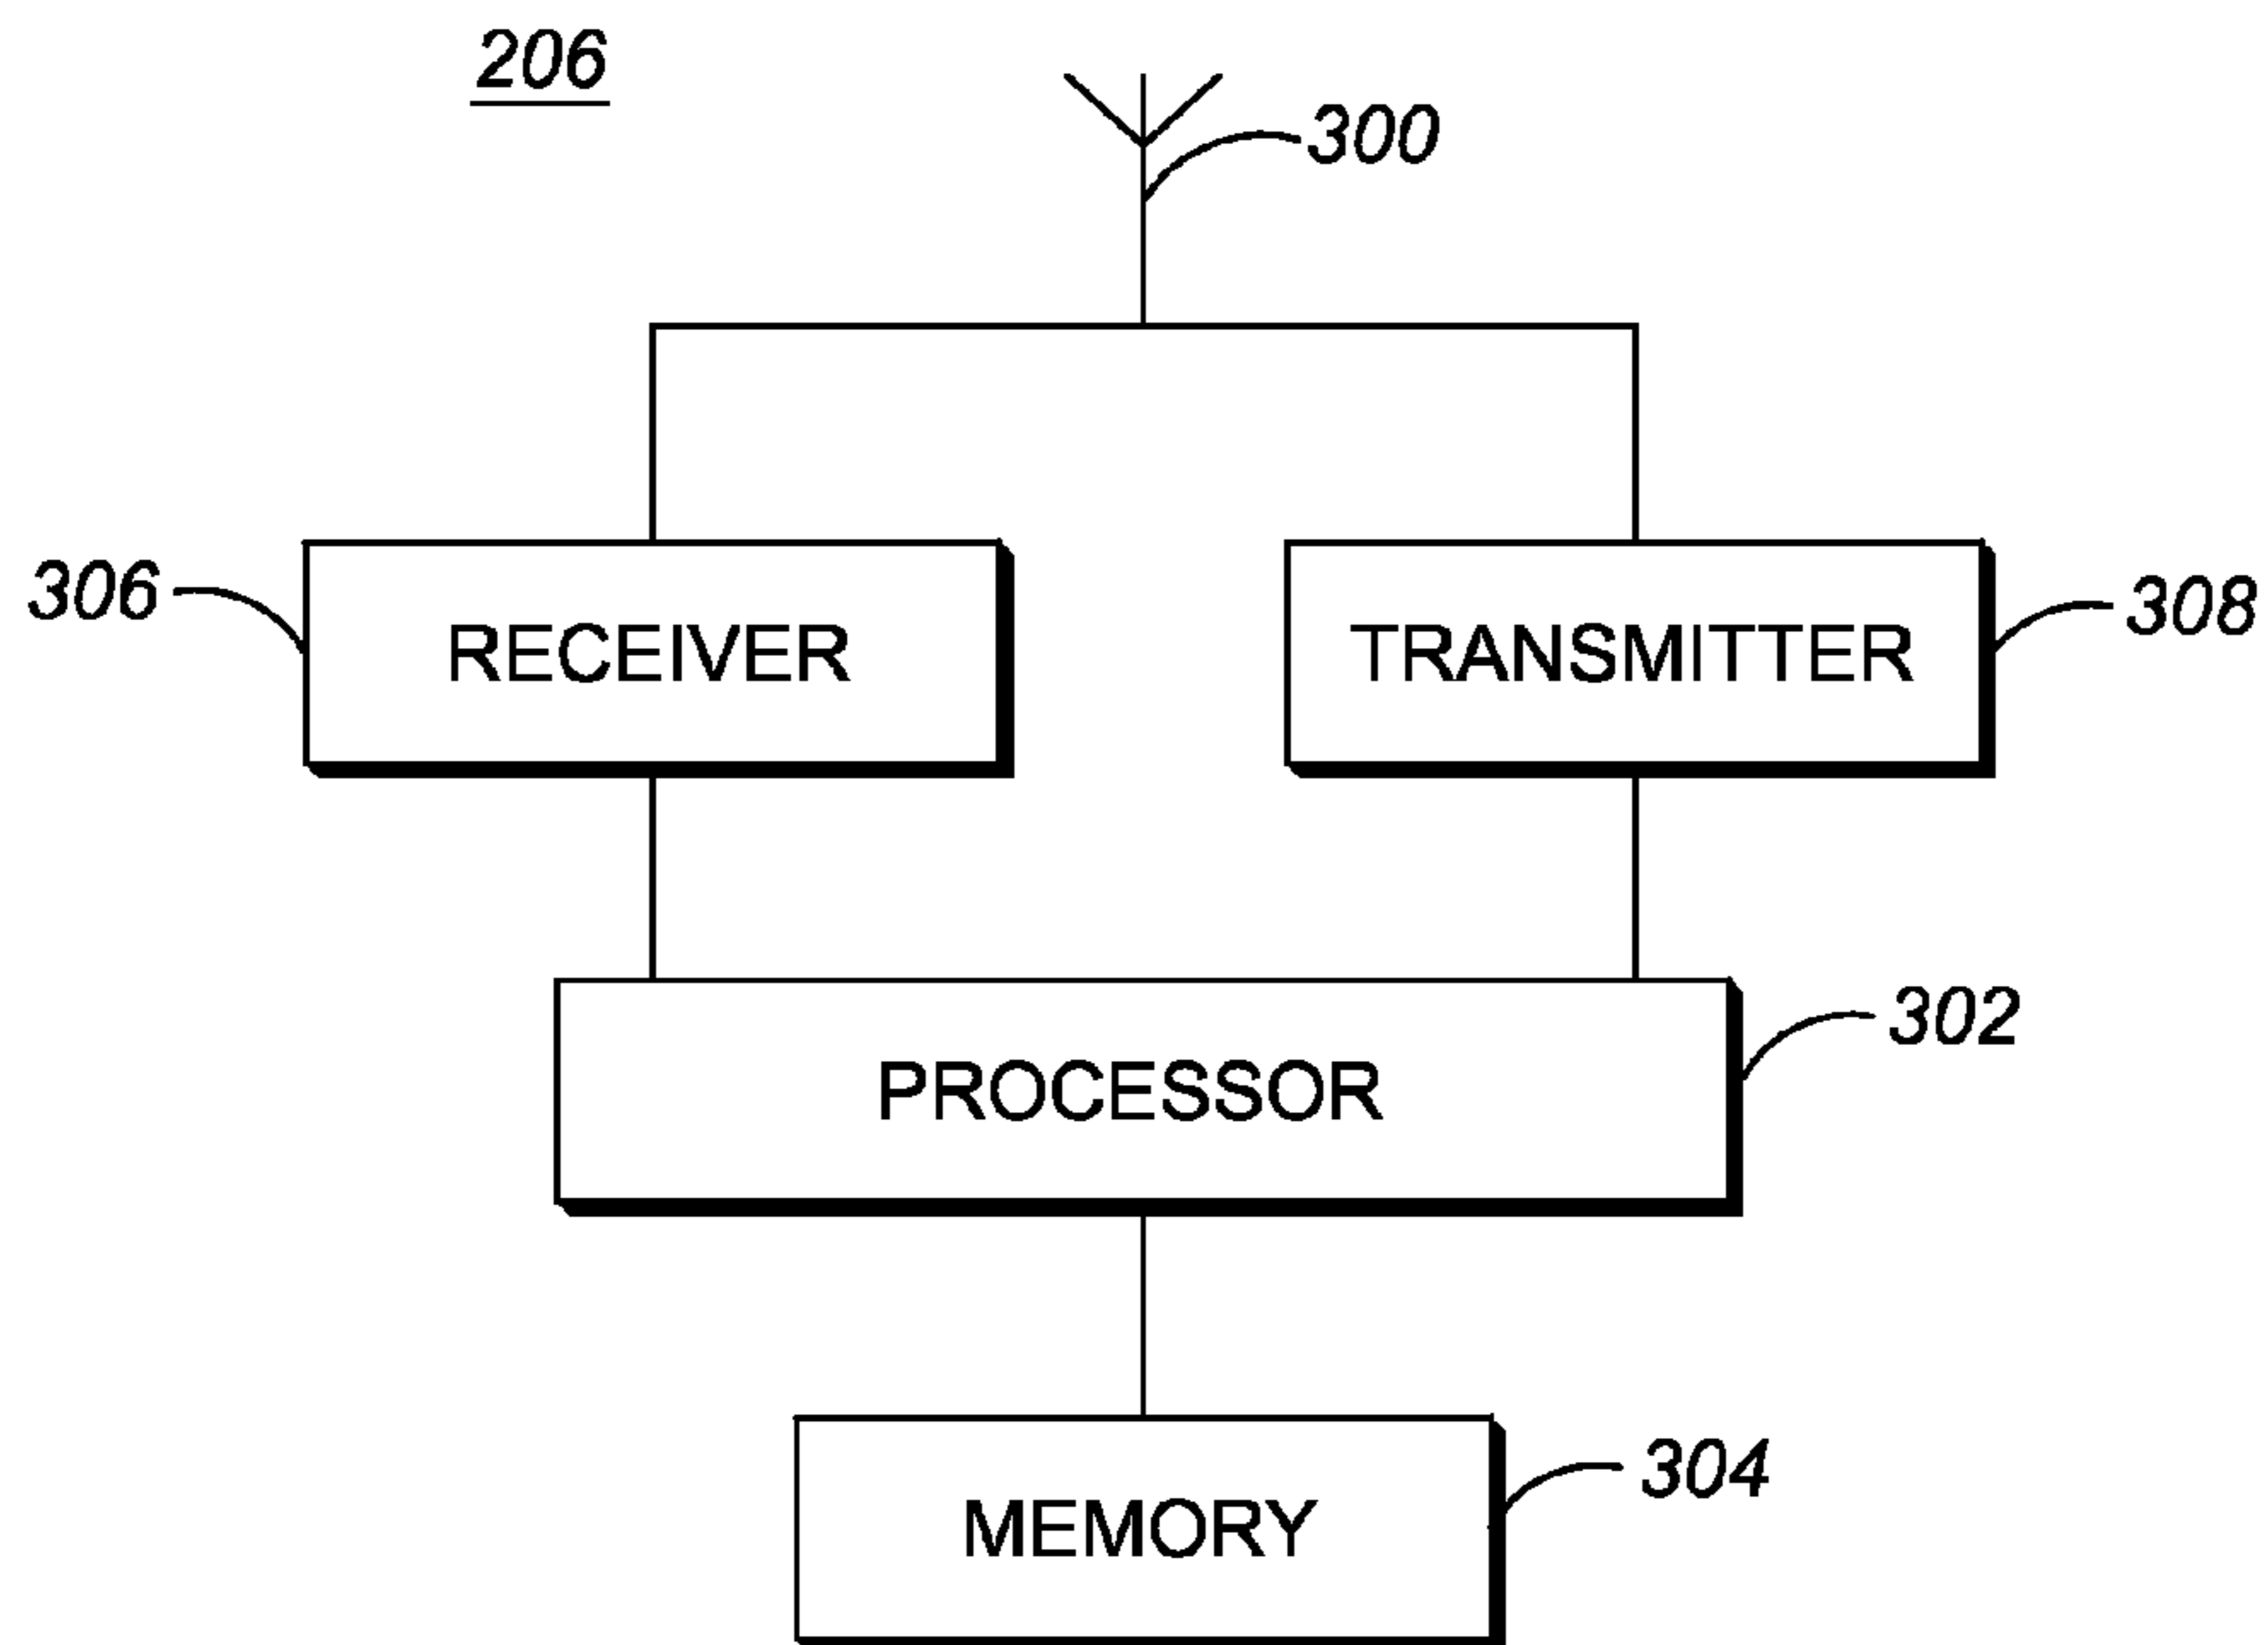 206
300
306
RECEIVER
TRANSMITTER
308
PROCESSOR
302
MEMORY
304